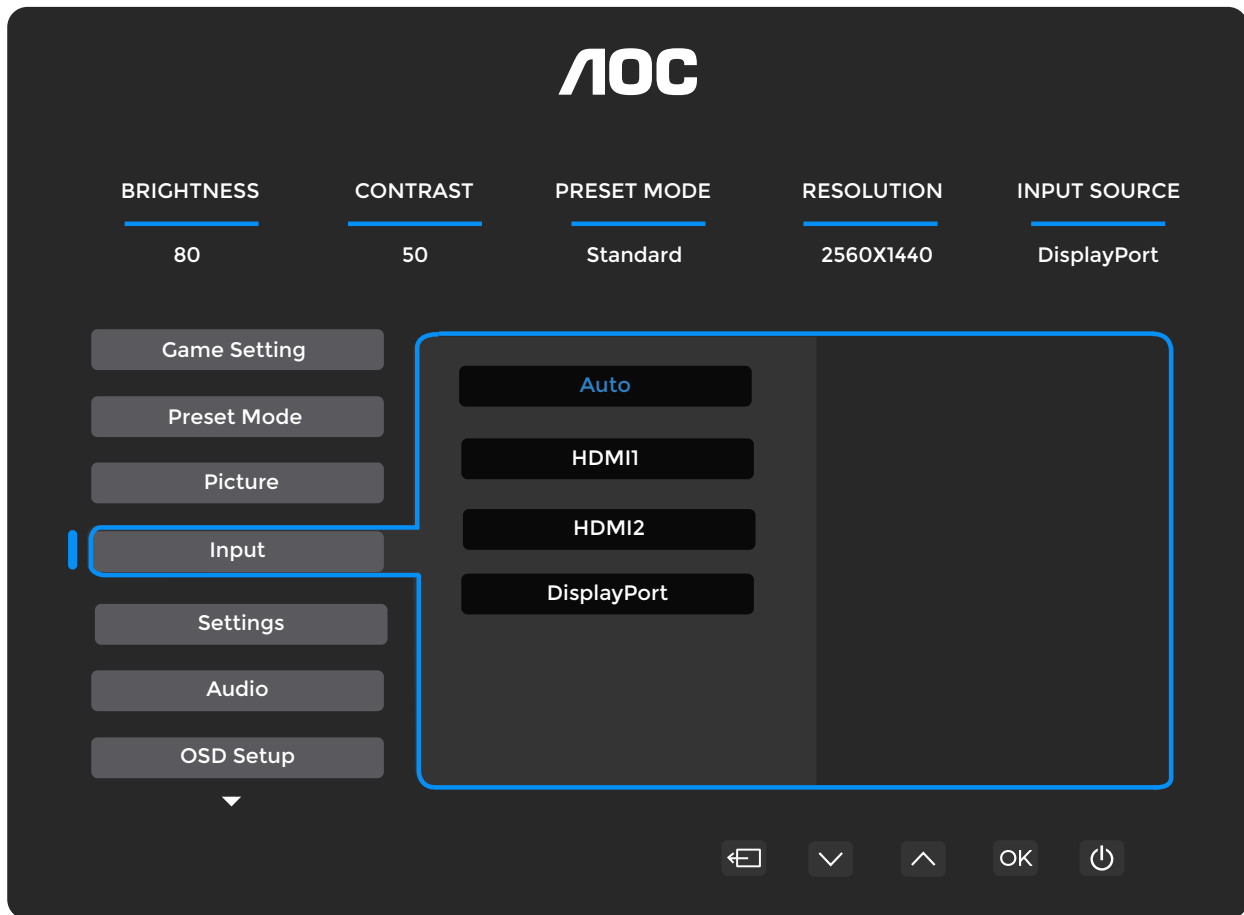 AOC
BRIGHTNESS CONTRAST PRESET MODE RESOLUTION INPUT SOURCE
80 50 Standard 2560X1440 DisplayPort
Game Setting
Preset Mode
Picture
Input
Settings
Audio
OSD Setup
Auto
HDMI1
HDMI2
DisplayPort
OK